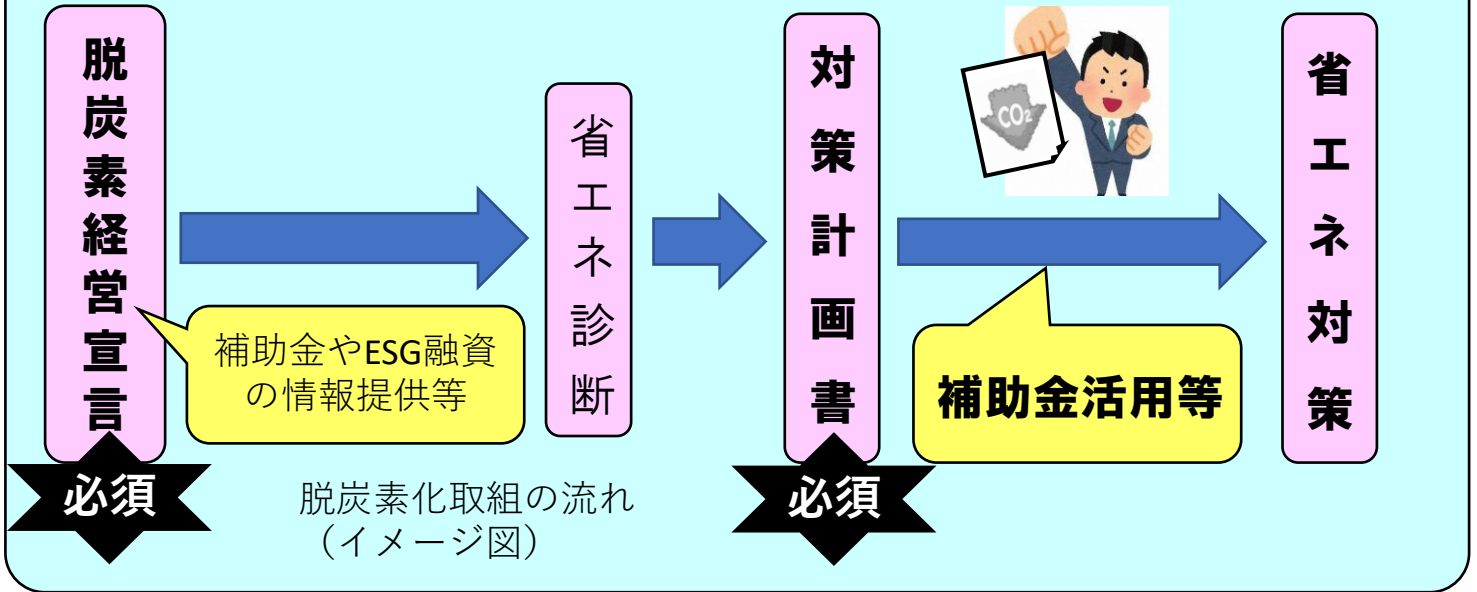 脱炭素経営宣言
必須
補助金やESG融資
の情報提供等
省エネ診断
脱炭素化取組の流れ
（イメージ図）
対策計画書
必須
CO₂
補助金活用等
省エネ対策